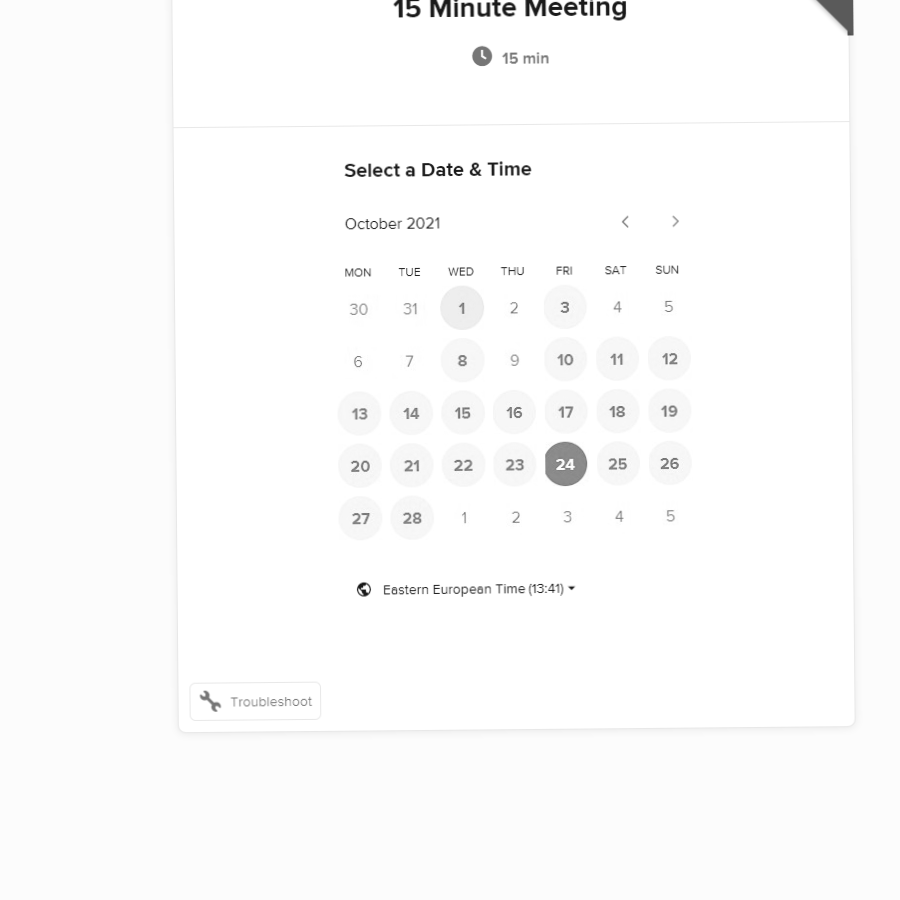 15 Minute Meeting
15 min
Select a Date & Time
October 2021
MON TUE WED THU FRI SAT SUN
30 31 1 2 3 4 5
6 7 8 9 10 11 12
13 14 15 16 17 18 19
20 21 22 23 24 25 26
27 28 1 2 3 4 5
Eastern European Time (13:41)
Troubleshoot